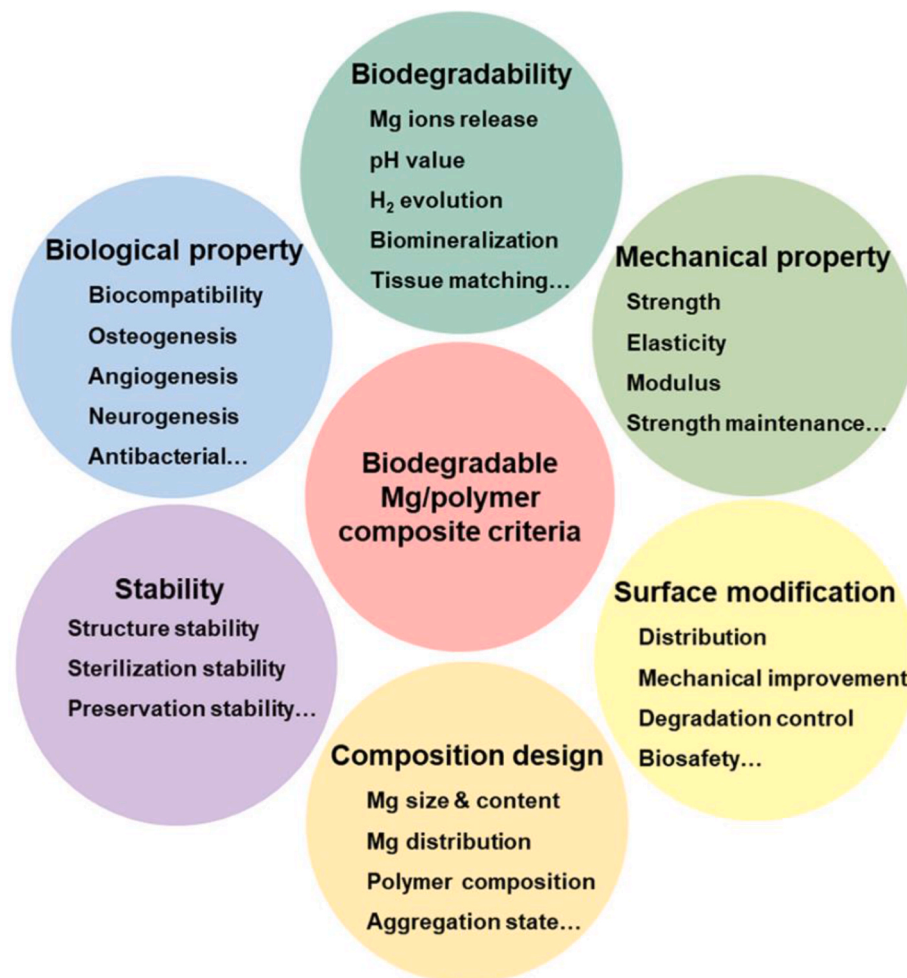 Biodegradability
Mg ions release
pH value
H₂ evolution
Biomineralization
Tissue matching…
Biological property
Biocompatibility
Osteogenesis
Angiogenesis
Neurogenesis
Antibacterial…
Mechanical property
Strength
Elasticity
Modulus
Strength maintenance…
Biodegradable
Mg/polymer
composite criteria
Stability
Structure stability
Sterilization stability
Preservation stability…
Surface modification
Distribution
Mechanical improvement
Degradation control
Biosafety…
Composition design
Mg size & content
Mg distribution
Polymer composition
Aggregation state…